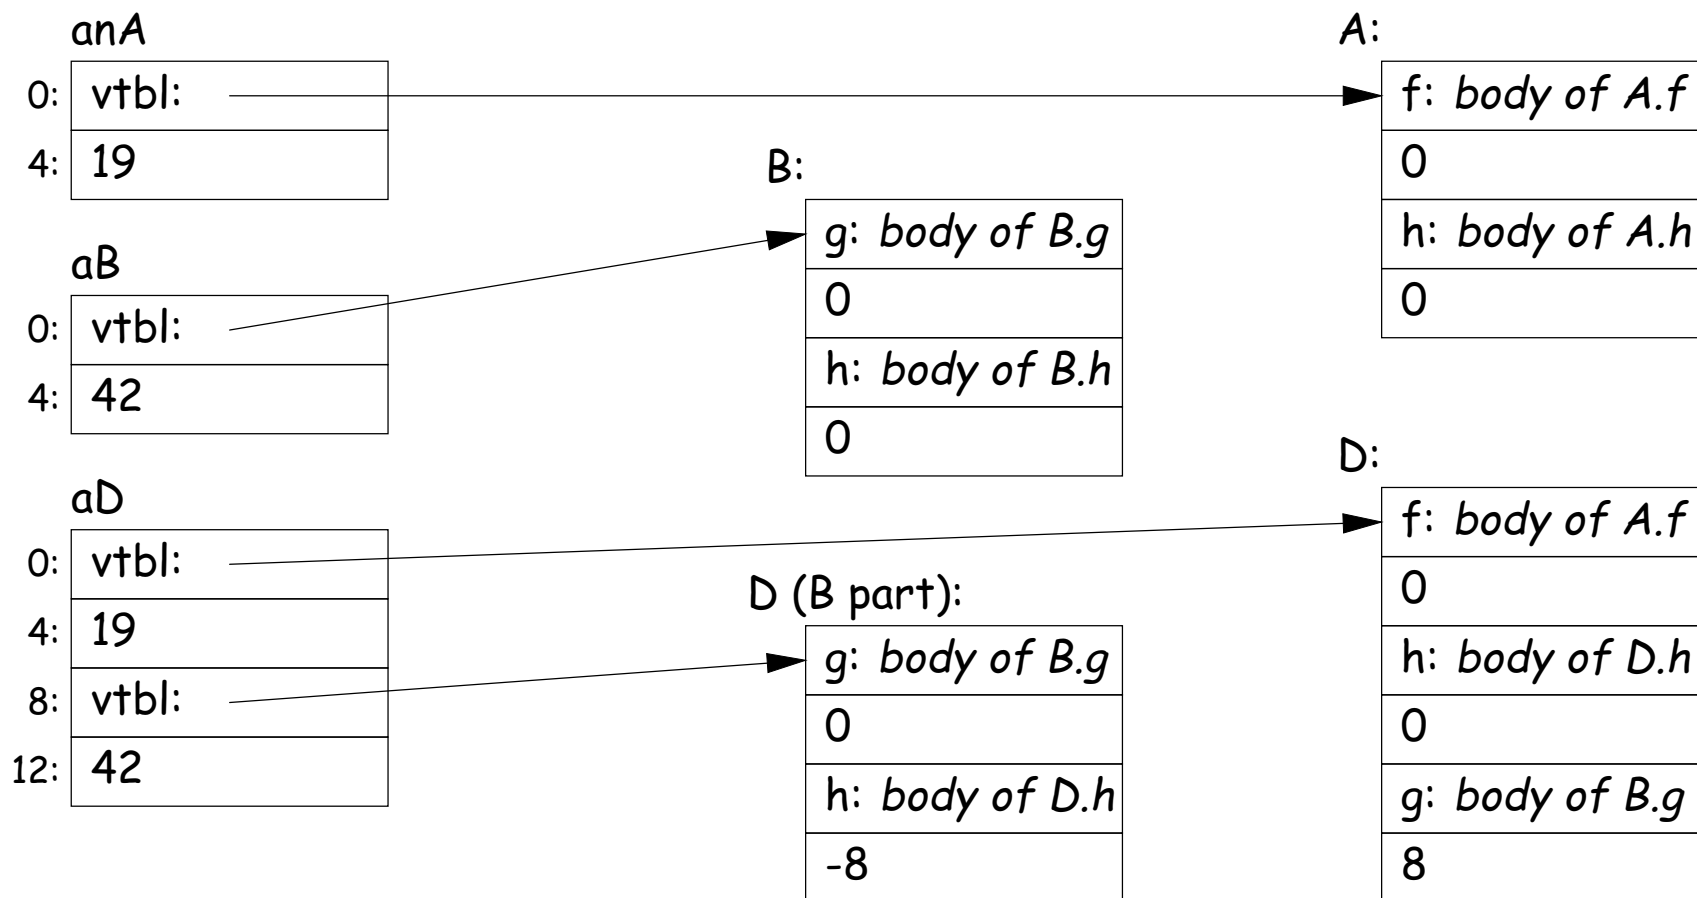 anA
0: vtbl:
4: 19
aB
0: vtbl:
4: 42
aD
0: vtbl:
4: 19
8: vtbl:
12: 42
B:
g: body of B.g
0
h: body of B.h
0
D (B part):
g: body of B.g
0
h: body of D.h
-8
A:
f: body of A.f
0
h: body of A.h
0
D:
f: body of A.f
0
h: body of D.h
0
g: body of B.g
8